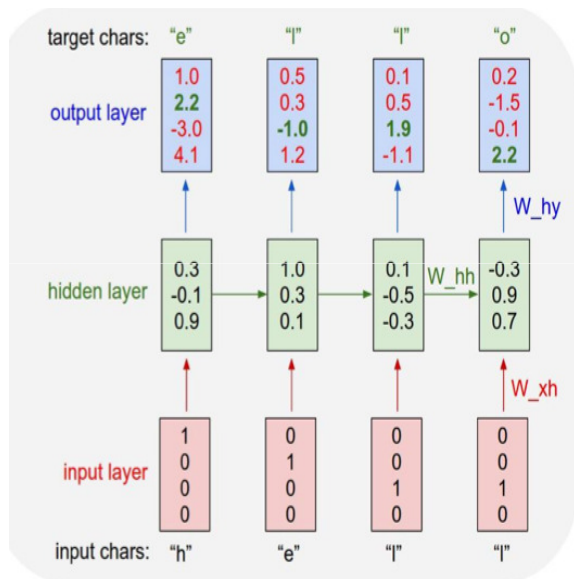 target chars: “e” “l” “l” “o”
1.0 0.5 0.1 0.2
2.2 0.3 0.5 -1.5
output layer
-3.0 -1.0 1.9 -0.1
4.1 1.2 -1.1 2.2
W_hy
0.3 1.0 0.1 -0.3
W_hh
hidden layer -0.1 0.3 -0.5 0.9
0.9 0.1 -0.3 0.7
W_xh
1 0 0 0
0 1 0 0
input layer
0 0 1 1
0 0 0 0
input chars: “h” “e” “l” “l”